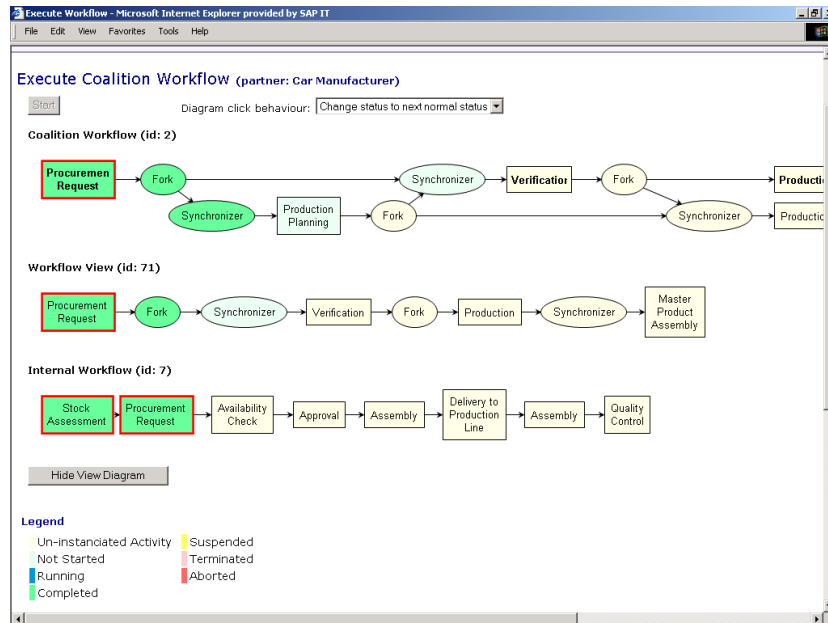 Execute Workflow - Microsoft Internet Explorer provided by SAP IT
File Edit View Favorites Tools Help
Execute Coalition Workflow (partner: Car Manufacturer)
Start
Diagram click behaviour: Change status to next normal status
Coalition Workflow (id: 2)
Procuremen
Request
Fork
Synchronizer
Verification
Fork
Producti
Synchronizer
Production
Planning
Fork
Synchronizer
Productio
Workflow View (id: 71)
Procurement
Request
Fork
Synchronizer
Verification
Fork
Production
Synchronizer
Master
Product
Assembly
Internal Workflow (id: 7)
Stock
Assessment
Procurement
Request
Availability
Check
Approval
Assembly
Delivery to
Production
Line
Assembly
Quality
Control
Hide View Diagram
Legend
Un-instanciated Activity
Suspended
Not Started
Terminated
Running
Aborted
Completed